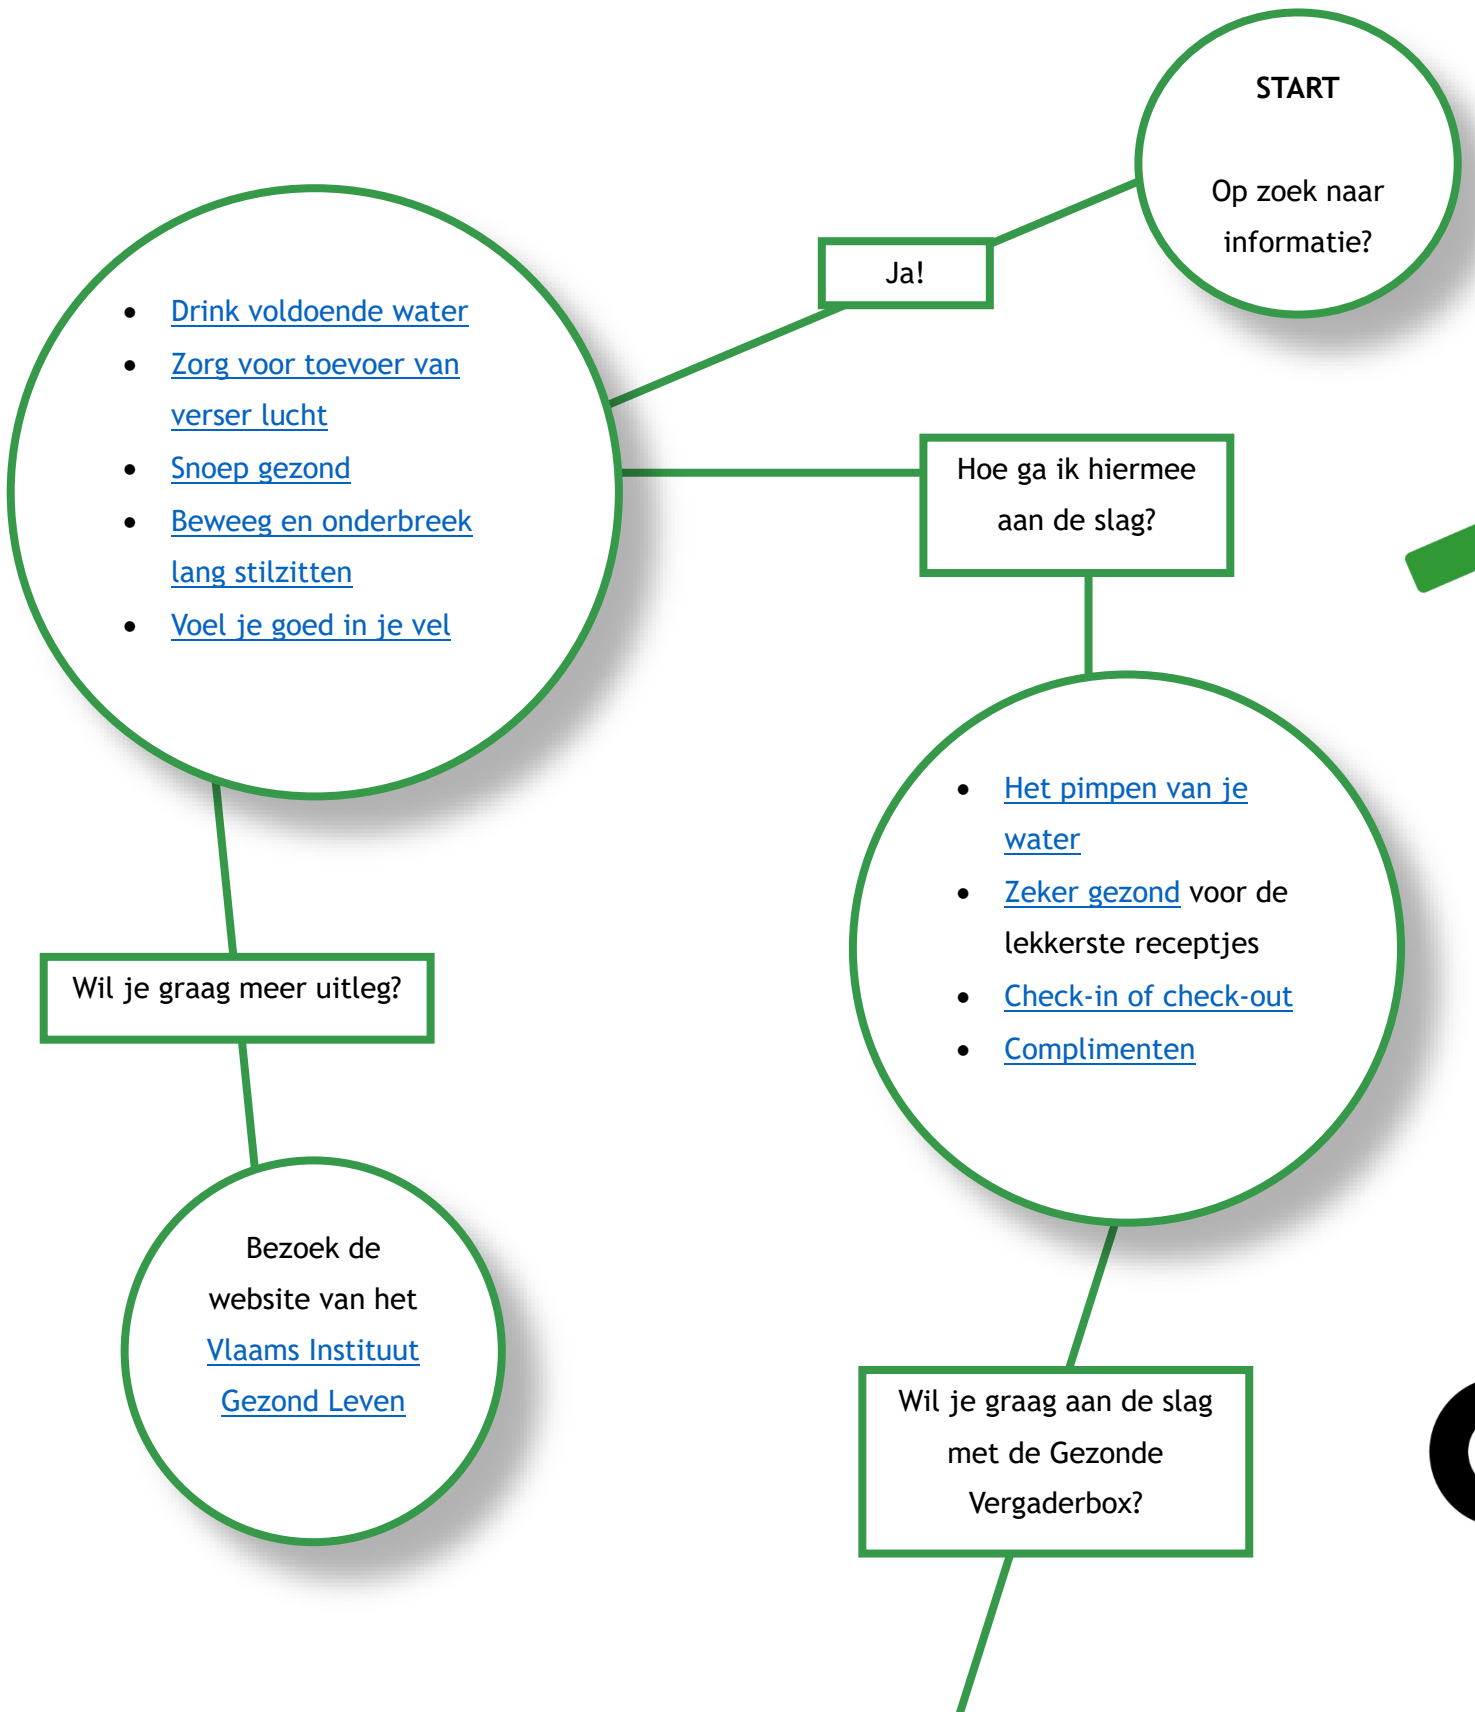 START
Op zoek naar
informatie?
Ja!
• Drink voldoende water
• Zorg voor toevoer van
verser lucht
• Snoep gezond
• Beweeg en onderbreek
lang stilzitten
• Voel je goed in je vel
Hoe ga ik hiermee
aan de slag?
• Het pimpen van je
water
• Zeker gezond voor de
lekkerste receptjes
• Check-in of check-out
• Complimenten
Wil je graag meer uitleg?
Bezoek de
website van het
Vlaams Instituut
Gezond Leven
Wil je graag aan de slag
met de Gezonde
Vergaderbox?